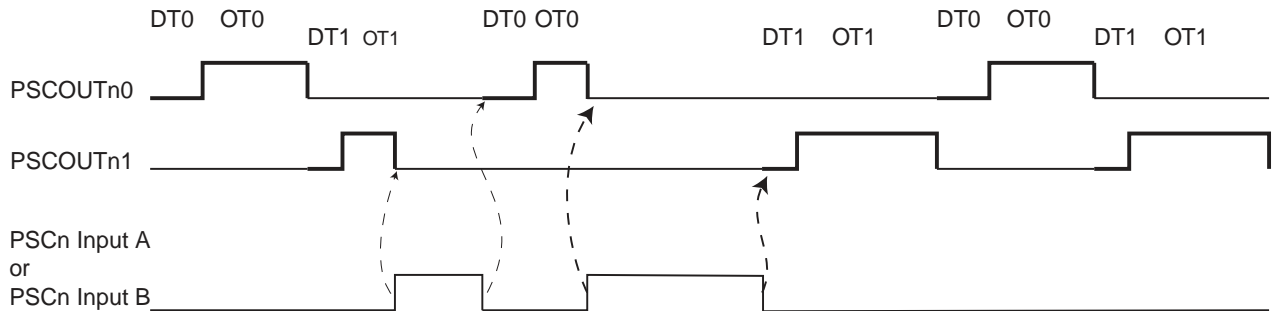 DT0 OT0 DT0 OT0 DT0 OT0
DT1 OT1 DT1 OT1 DT1 OT1
PSCOUTn0
PSCOUTn1
PSCn Input A
or
PSCn Input B